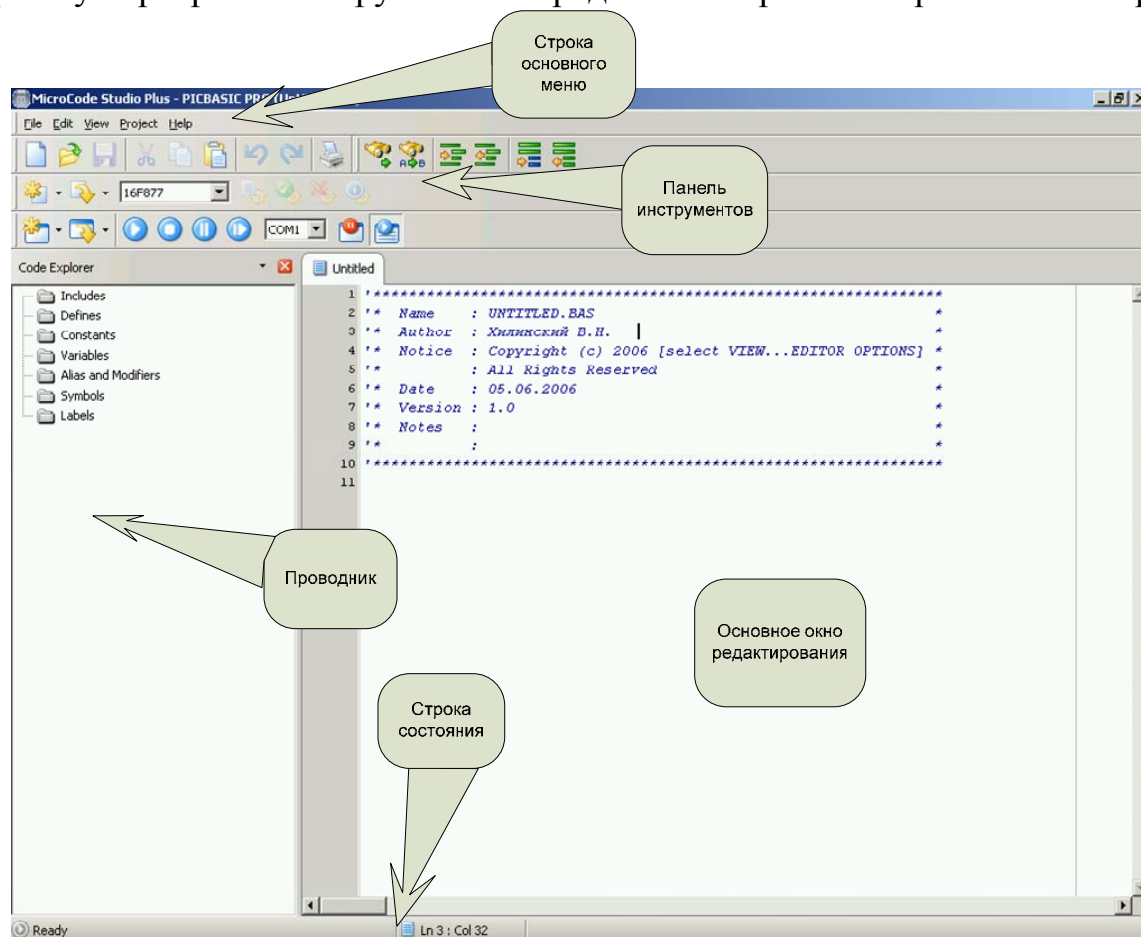 Строка
основного
меню
MicroCode Studio Plus - PICBASIC PR
File Edit View Project Help
16F877
Панель
инструментов
COM1
Code Explorer
Untitled
Includes
Defines
Constants
Variables
Alias and Modifiers
Symbols
Labels
1 '****************************************************************
2 '* Name : UNTITLED.BAS *
3 '* Author : Хилинский В.Н. *
4 '* Notice : Copyright (c) 2006 [select VIEW...EDITOR OPTIONS] *
5 '* : All Rights Reserved *
6 '* Date : 05.06.2006 *
7 '* Version : 1.0 *
8 '* Notes : *
9 '* : *
10 '****************************************************************
11
Проводник
Основное окно
редактирования
Строка
состояния
Ready
Ln 3 : Col 32